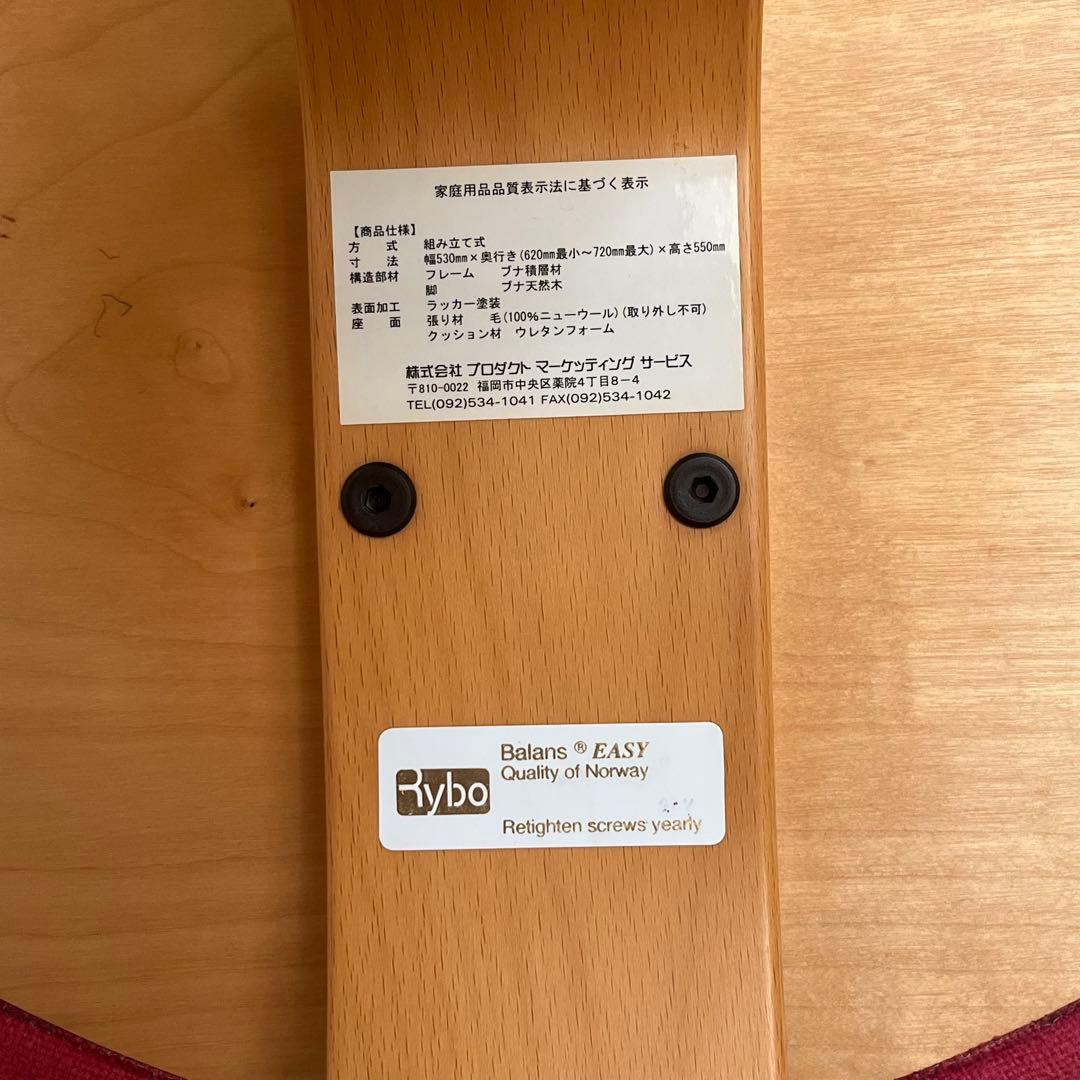 家庭用品品質表示法に基づく表示
【商品仕様】
方 式 組み立て式
寸 法 幅530mm×奥行き(620mm最小～720mm最大)×高さ550mm
構造部材 フレーム ブナ積層材
脚 ブナ天然木
表面加工 ラッカー塗装
座 面 張り材 毛(100%ニューウール)(取り外し不可)
クッション材 ウレタンフォーム
株式会社 プロダクト マーケッティング サービス
〒810-0022 福岡市中央区薬院4丁目8-4
TEL(092)534-1041 FAX(092)534-1042
Balans ® EASY
Quality of Norway
Rybo
Retighten screws yearly